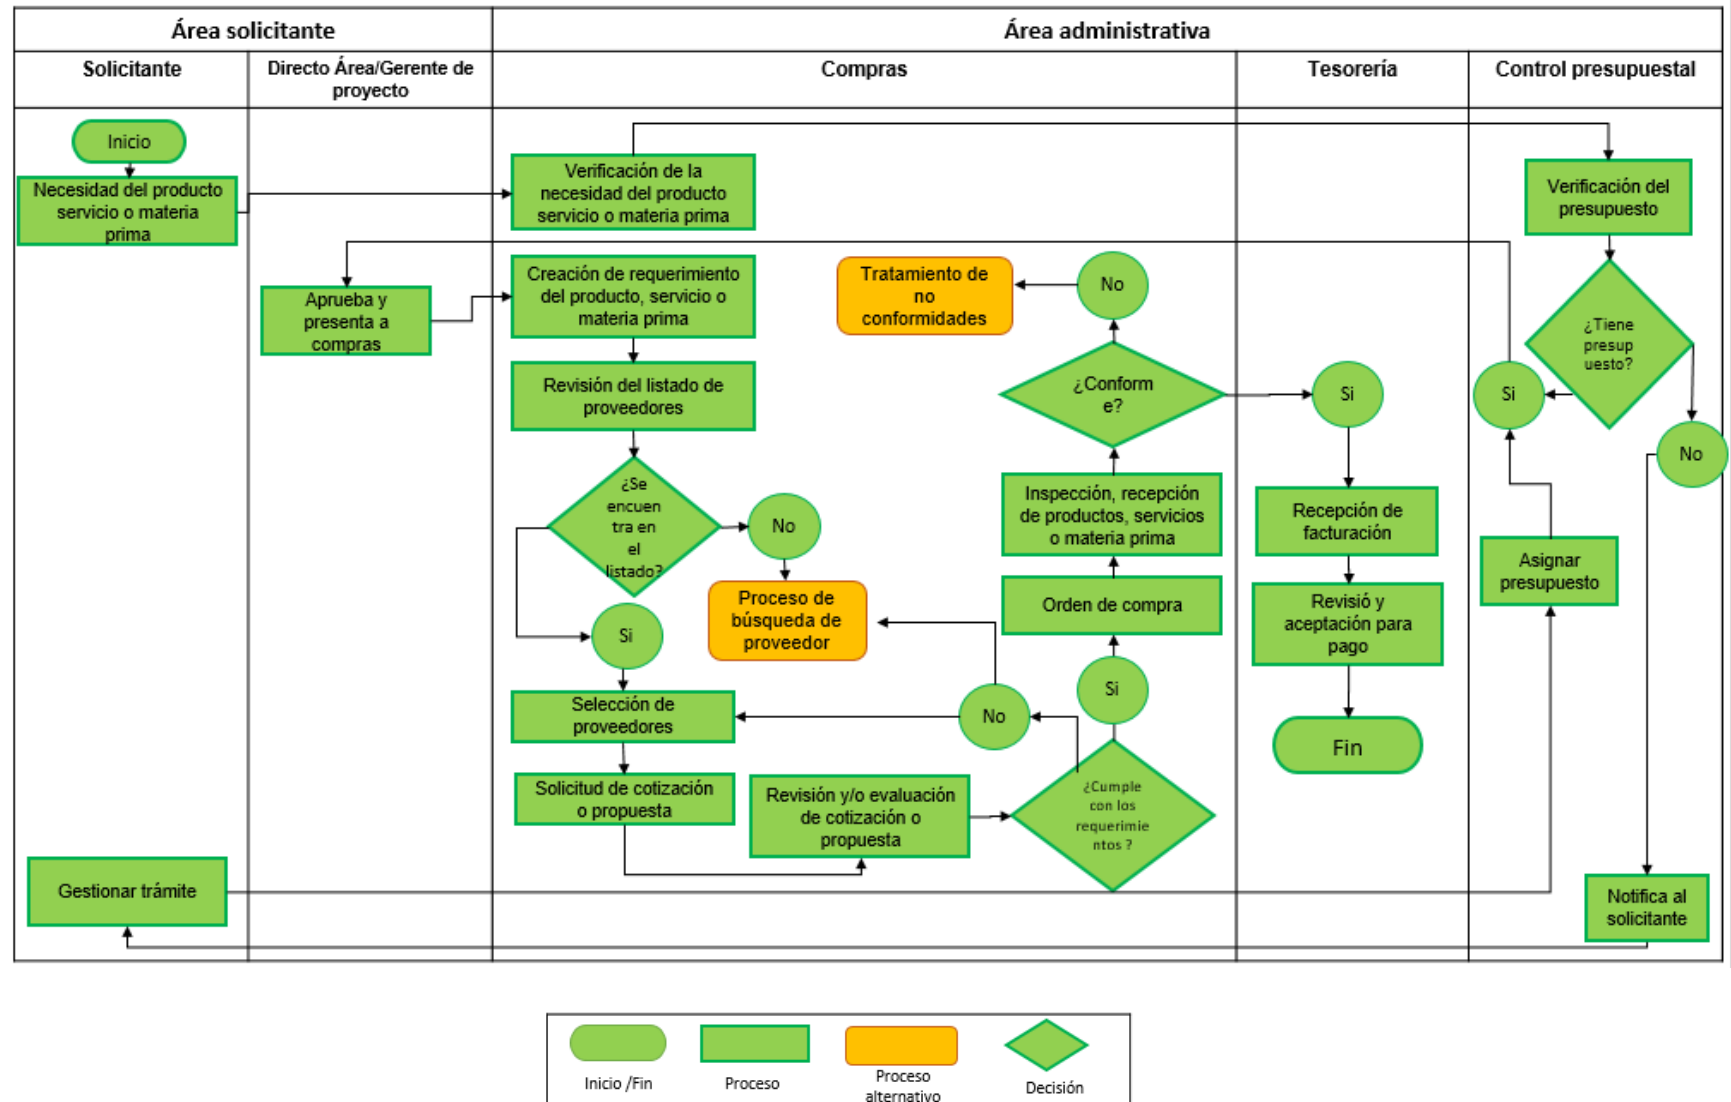 Área solicitante
Área administrativa
Solicitante
Directo Área/Gerente de
proyecto
Compras
Tesorería
Control presupuestal
Inicio
Necesidad del producto
servicio o materia
prima
Verificación de la
necesidad del producto
servicio o materia prima
Verificación del
presupuesto
Aprueba y
presenta a
compras
Creación de requerimiento
del producto, servicio o
materia prima
Tratamiento de
no
conformidades
No
¿Tiene
presup
uesto?
Revisión del listado de
proveedores
¿Conform
e?
Si
Si
No
¿Se
encuen
tra en
el
listado?
No
Inspección, recepción
de productos, servicios
o materia prima
Recepción de
facturación
Asignar
presupuesto
Proceso de
búsqueda de
proveedor
Orden de compra
Revisió y
aceptación para
pago
Si
Si
Selección de
proveedores
No
Fin
Solicitud de cotización
o propuesta
Revisión y/o evaluación
de cotización o
propuesta
¿Cumple
con los
requerimie
ntos ?
Gestionar trámite
Notifica al
solicitante
Inicio /Fin
Proceso
Proceso
alternativo
Decisión